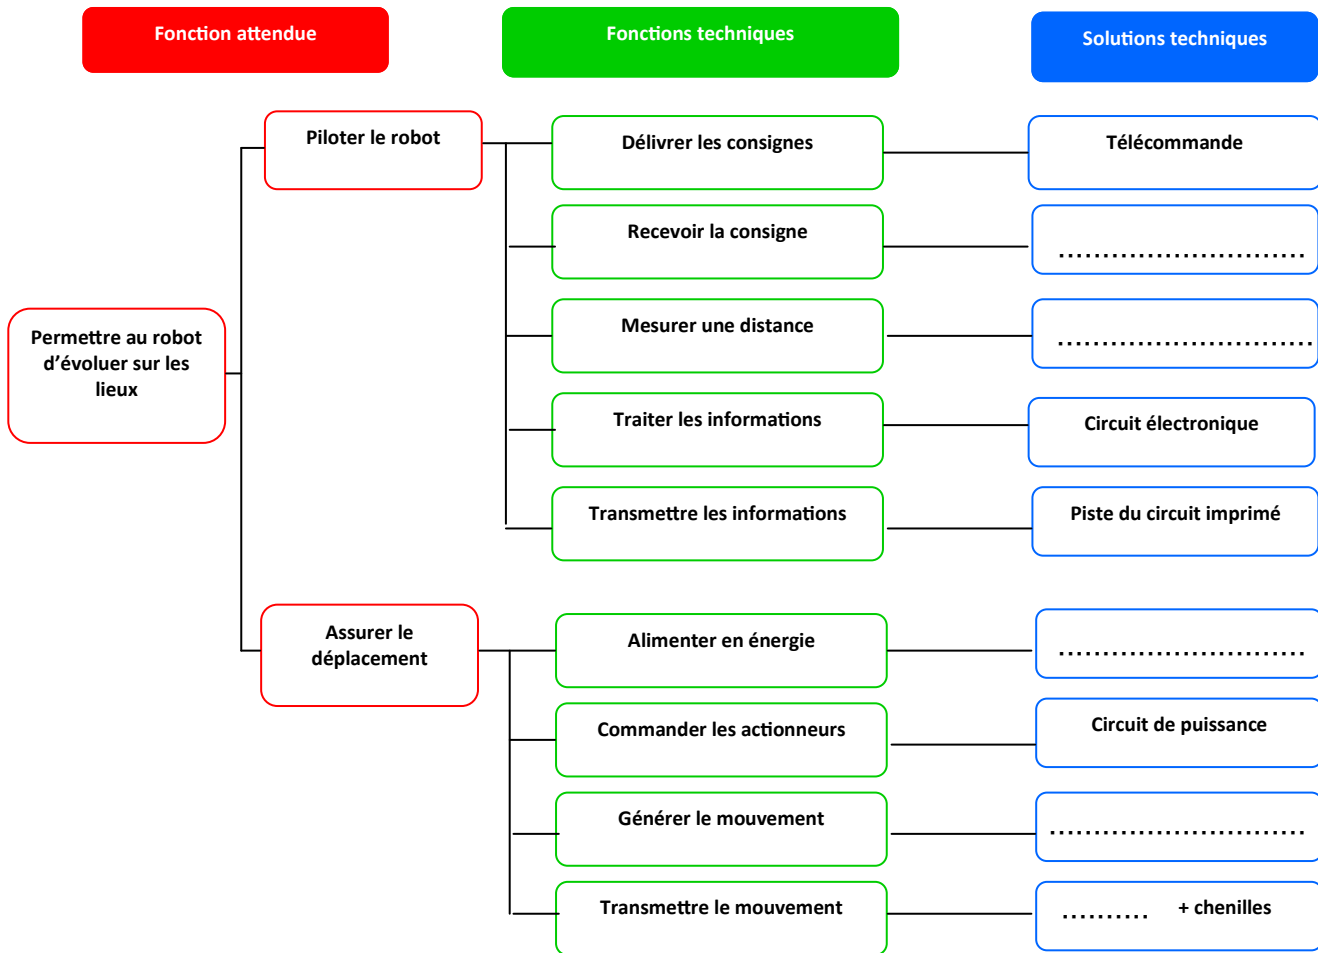 Fonction attendue
Fonctions techniques
Solutions techniques
Piloter le robot
Délivrer les consignes
Télécommande
Recevoir la consigne
............................
Mesurer une distance
.............................
Permettre au robot
d’évoluer sur les
lieux
Traiter les informations
Circuit électronique
Transmettre les informations
Piste du circuit imprimé
Assurer le
déplacement
Alimenter en énergie
............................
Commander les actionneurs
Circuit de puissance
Générer le mouvement
.............................
Transmettre le mouvement
.......... + chenilles